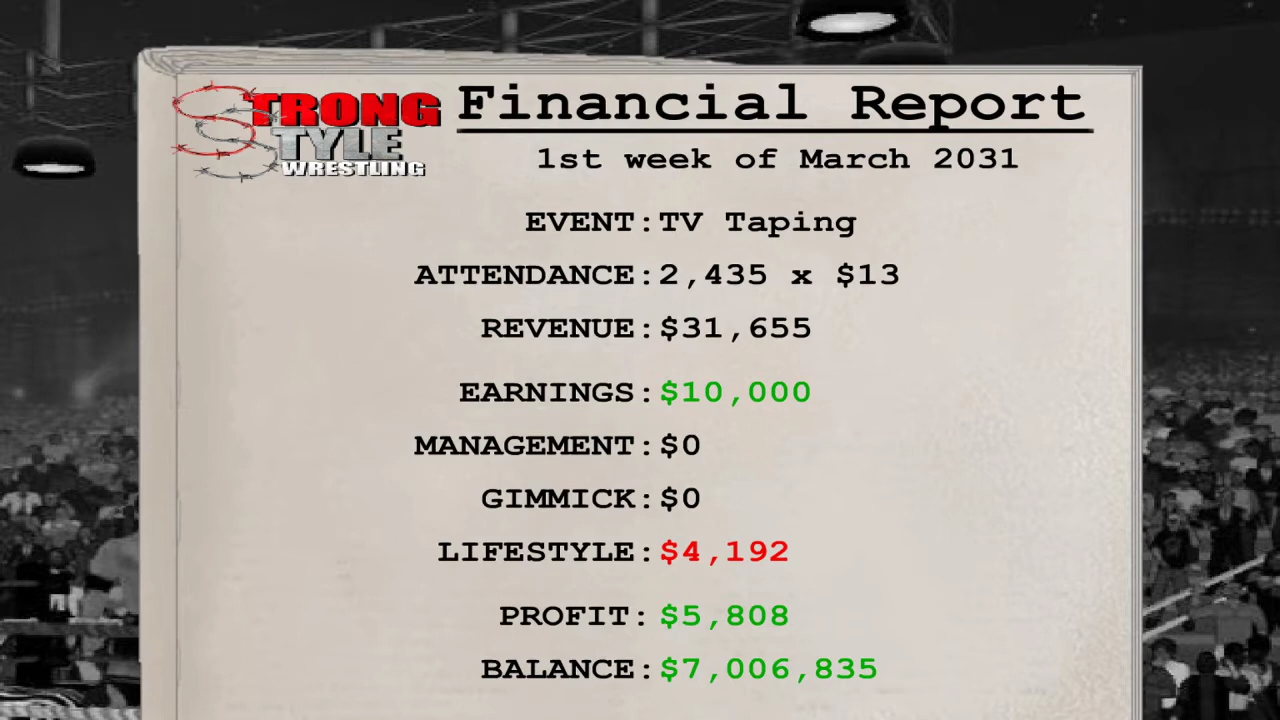 STRONG
STYLE
WRESTLING
Financial Report
1st week of March 2031
EVENT: TV Taping
ATTENDANCE: 2,435 x $13
REVENUE: $31,655
EARNINGS: $10,000
MANAGEMENT: $0
GIMMICK: $0
LIFESTYLE: $4,192
PROFIT: $5,808
BALANCE: $7,006,835